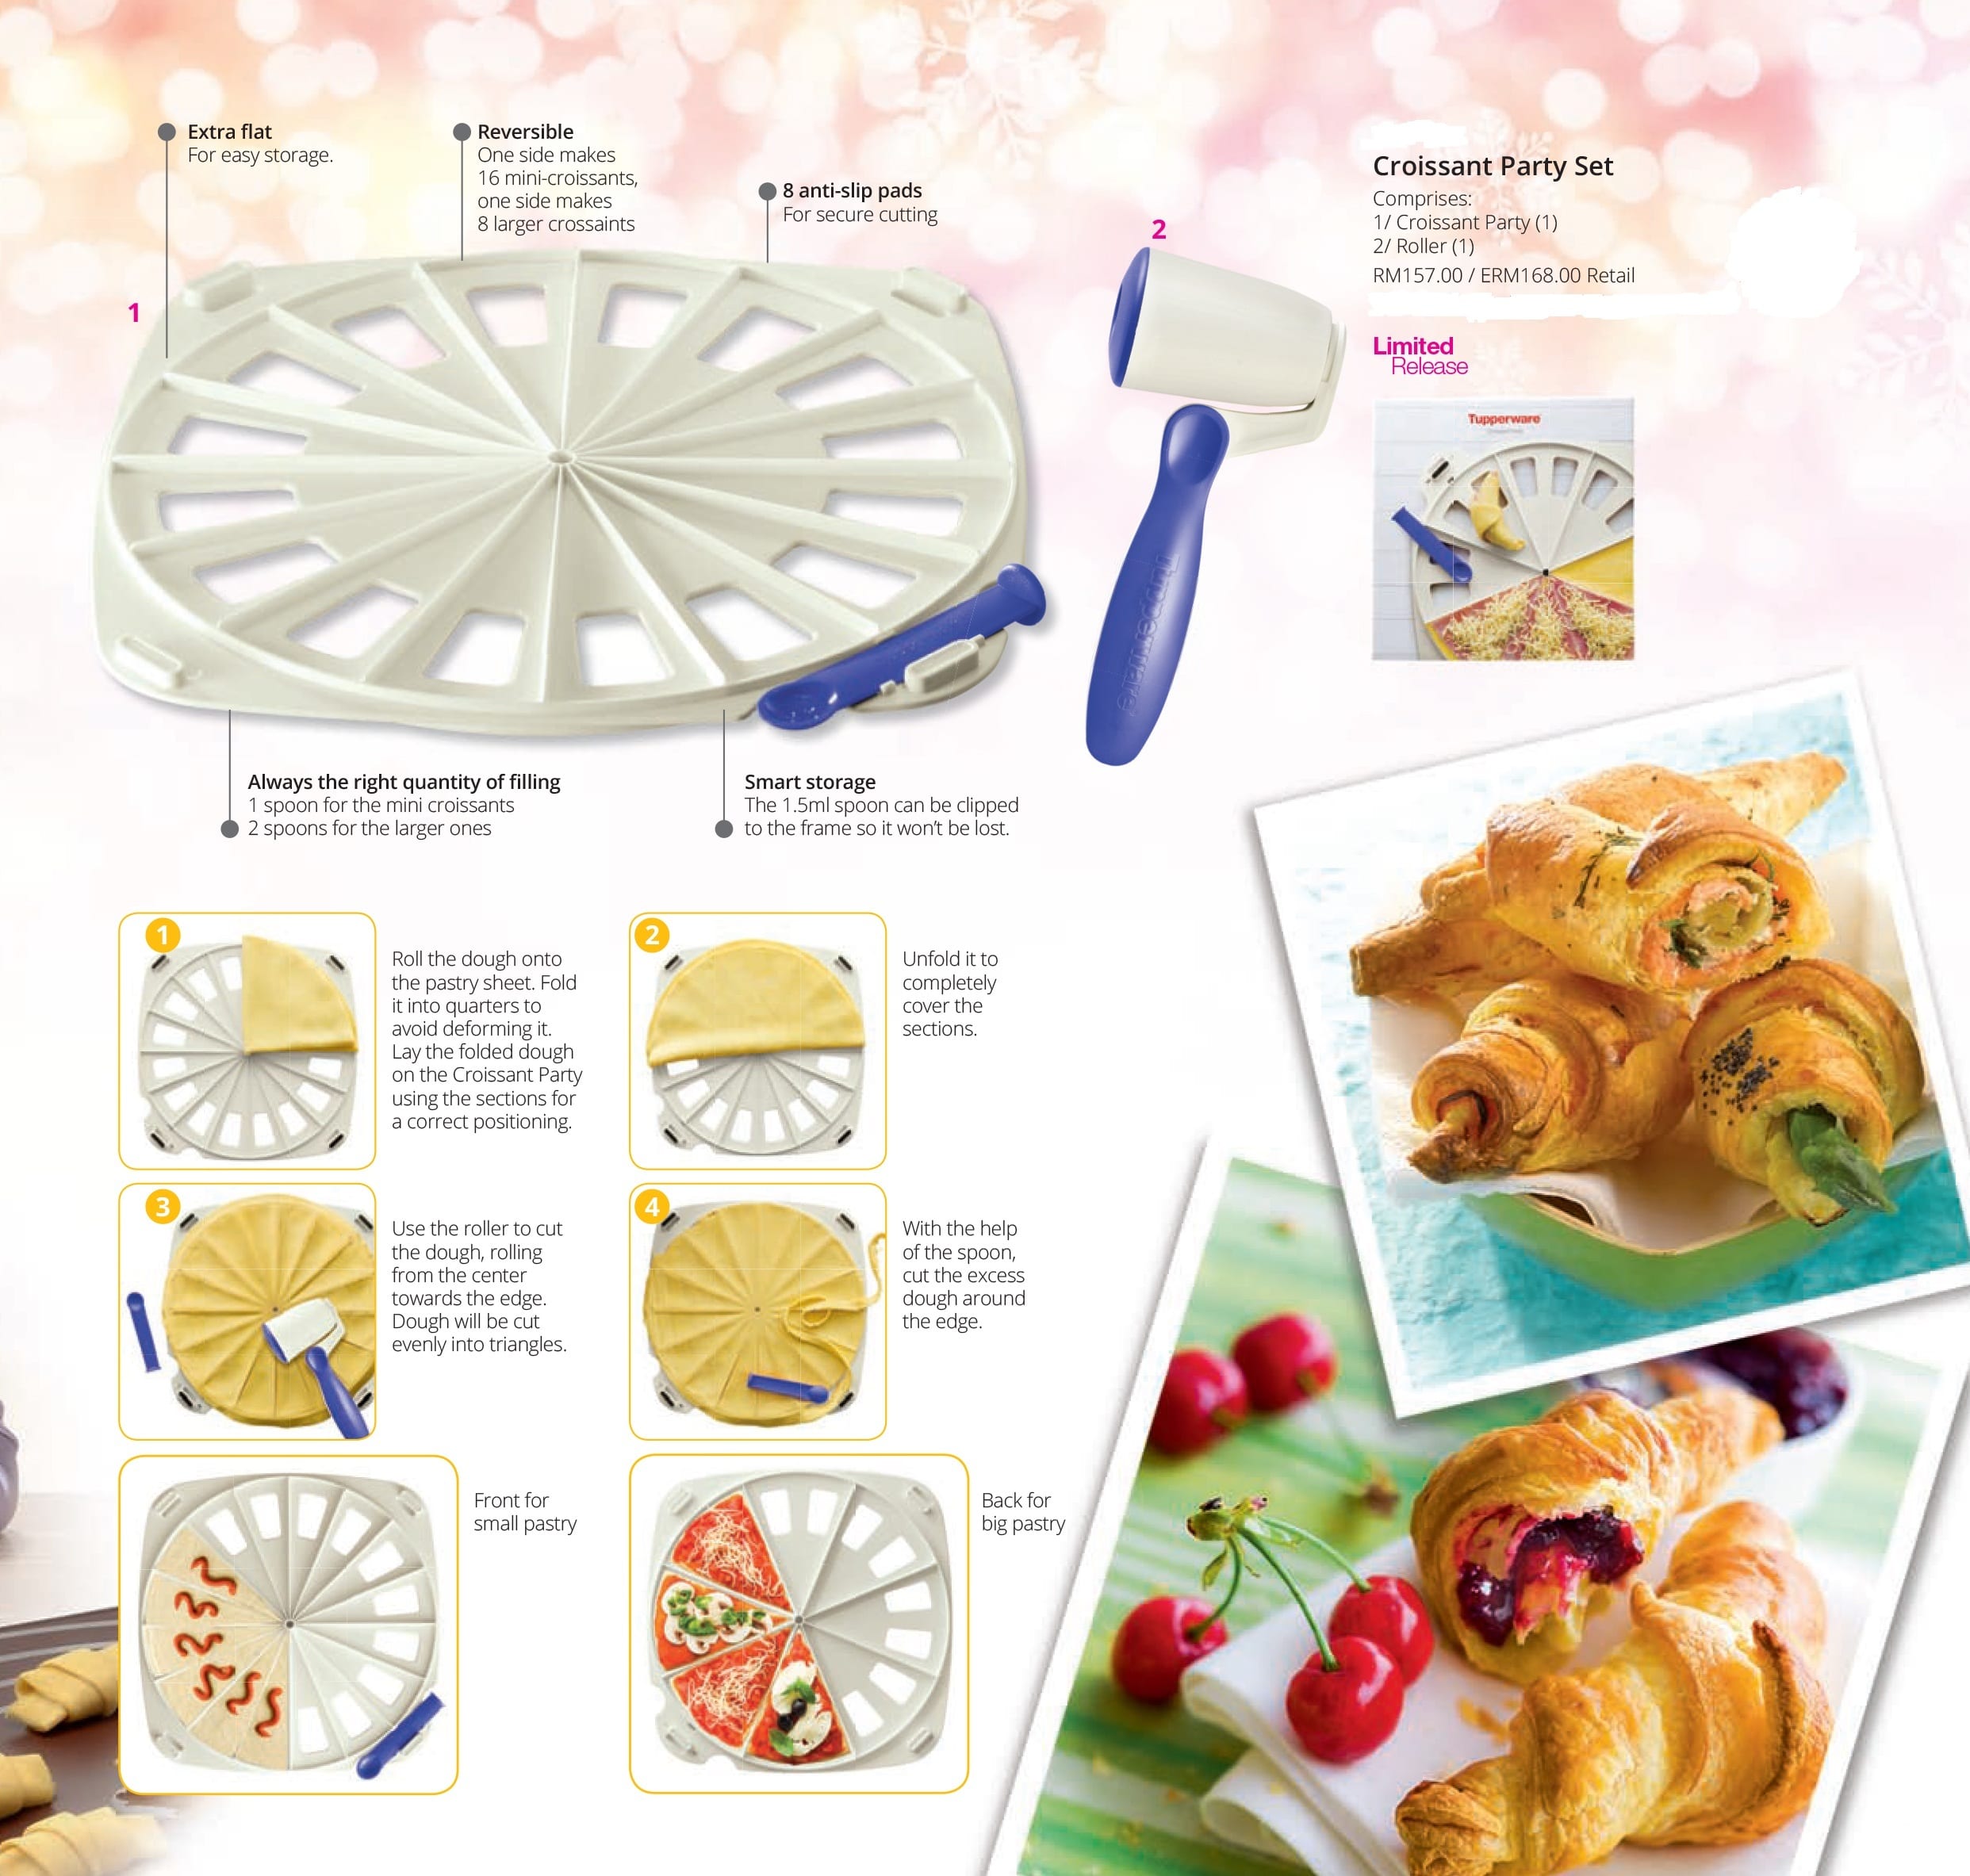 Extra flat
For easy storage.
Reversible
One side makes
16 mini-croissants,
one side makes
8 larger crossaints
8 anti-slip pads
For secure cutting
1
2
Tupperware
Croissant Party Set
Comprises:
1/ Croissant Party (1)
2/ Roller (1)
RM157.00 / ERM168.00 Retail
Limited
Release
Tupperware
Always the right quantity of filling
1 spoon for the mini croissants
2 spoons for the larger ones
Smart storage
The 1.5ml spoon can be clipped
to the frame so it won't be lost.
1
Roll the dough onto
the pastry sheet. Fold
it into quarters to
avoid deforming it.
Lay the folded dough
on the Croissant Party
using the sections for
a correct positioning.
2
Unfold it to
completely
cover the
sections.
3
Use the roller to cut
the dough, rolling
from the center
towards the edge.
Dough will be cut
evenly into triangles.
4
With the help
of the spoon,
cut the excess
dough around
the edge.
Front for
small pastry
Back for
big pastry